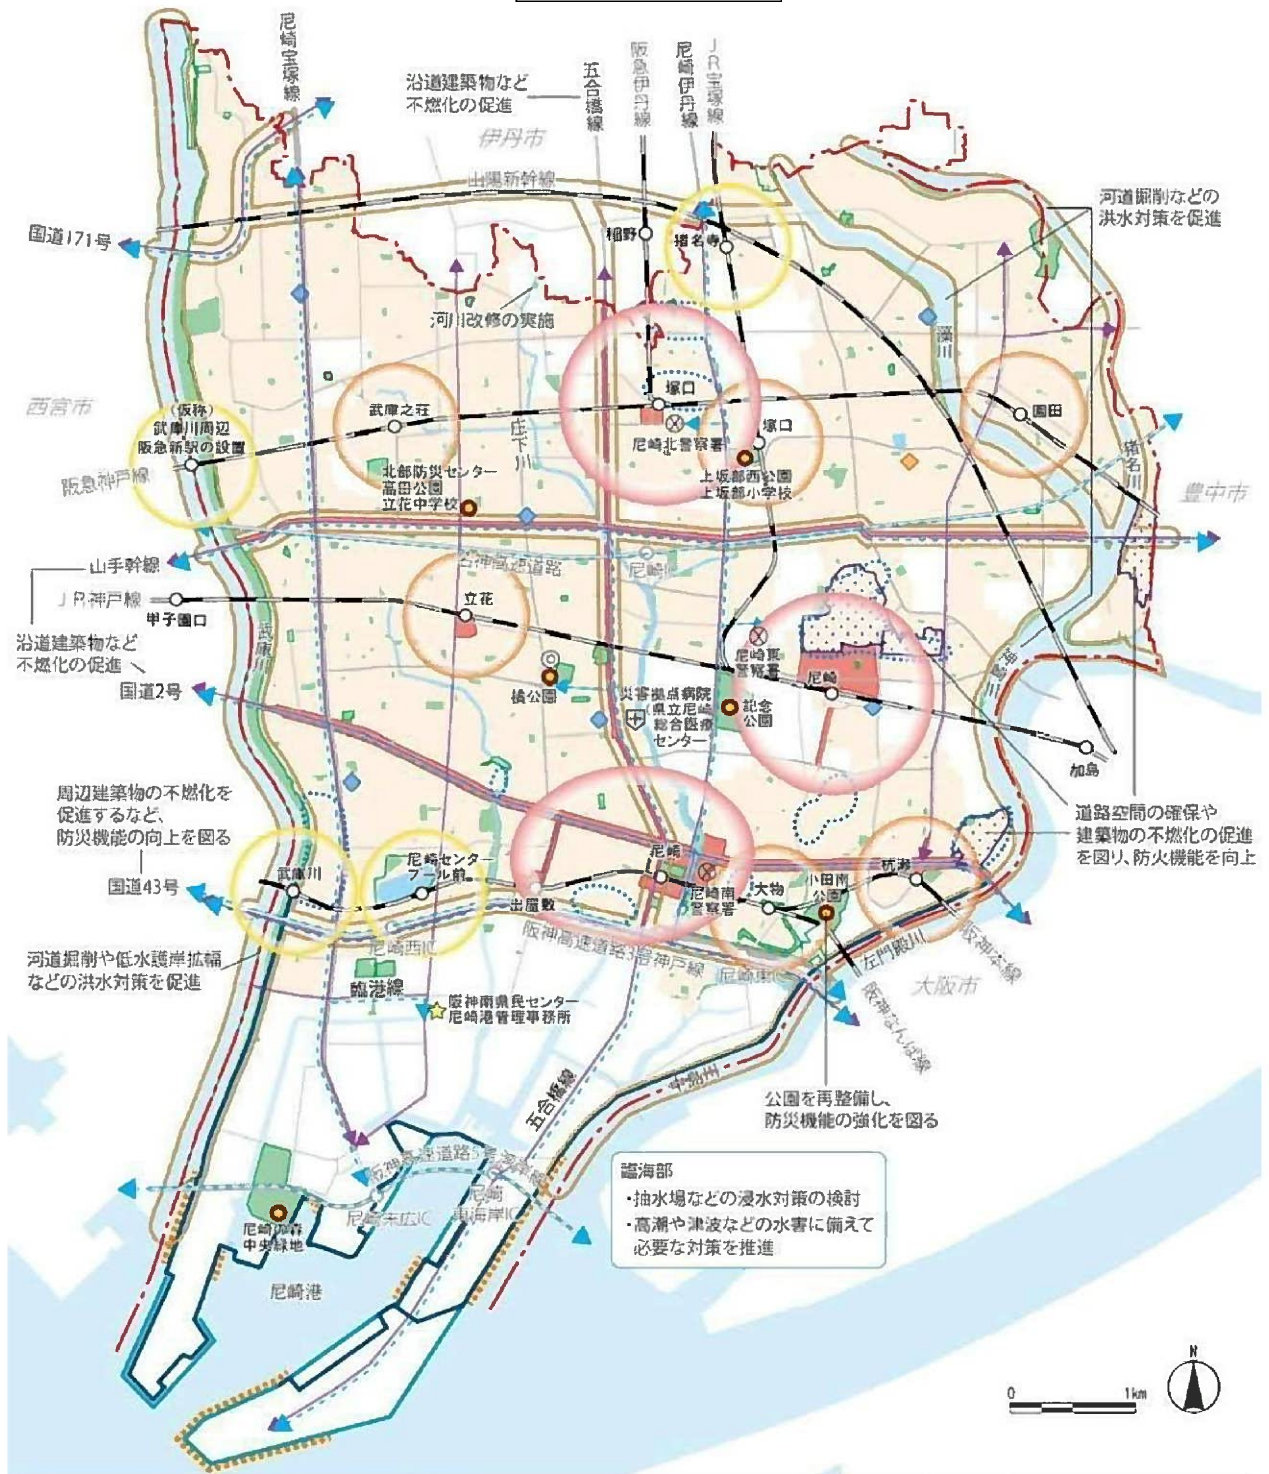 尼崎宝塚線
沿道建築物など
不燃化の促進
五合橋線
阪急伊丹線
尼崎伊丹線
JR宝塚線
伊丹市
山陽新幹線
河道掘削などの
洪水対策を促進
国道171号
稲野
猪名寺
河川改修の実施
藻川
西宮市
(仮称)
武庫川周辺
阪急新駅の設置
武庫之荘
庄下川
塚口
塚口
園田
尼崎北警察署
猪名川
阪急神戸線
北部防災センター
高田公園
立花中学校
上坂部西公園
上坂部小学校
豊中市
山手幹線
名神高速道路
尼崎IC
JR神戸線
甲子園口
立花
武庫川
沿道建築物など
不燃化の促進
国道2号
橘公園
災害拠点病院
(県立尼崎
総合医療
センター)
尼崎東
警察署
尼崎
記念
公園
加島
周辺建築物の不燃化を
促進するなど、
防災機能の向上を図る
道路空間の確保や
建築物の不燃化の促進
を図り、防火機能を向上
国道43号
武庫川
尼崎センター
プール前
出屋敷
尼崎
尼崎南
警察署
大物
小田南
公園
杭瀬
尼崎西IC
阪神高速道路3号神戸線
尼崎東IC
左門殿川
阪神本線
大阪市
阪神なんば線
河道掘削や低水護岸拡幅
などの洪水対策を促進
臨港線
阪神南県民センター
尼崎港管理事務所
中島川
五合橋線
公園を再整備し、
防災機能の強化を図る
阪神高速道路5号湾岸線
尼崎末広IC
尼崎
東海岸IC
尼崎の森
中央緑地
尼崎港
臨海部
・抽水場などの浸水対策の検討
・高潮や津波などの水害に備えて
必要な対策を推進
N
0 1km